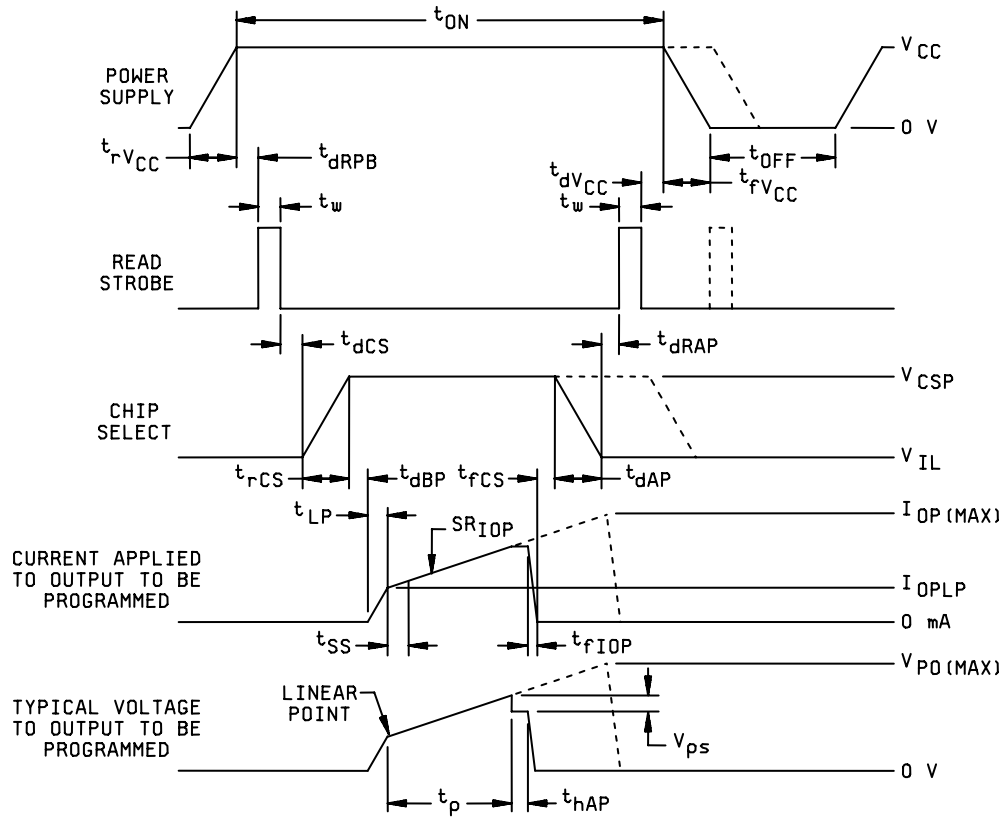 tON
VCC
POWER
SUPPLY
0 V
trVCC
tdRPB
tOFF
tdVCC
tfVCC
tw
tw
READ
STROBE
tdCS
tdRAP
VCSP
CHIP
SELECT
VIL
trCS
tdBP
tfCS
tdAP
tLP
SRIOP
IOP(MAX)
CURRENT APPLIED
TO OUTPUT TO BE
PROGRAMMED
IOPLP
0 mA
tSS
tfIOP
VPO(MAX)
LINEAR
POINT
TYPICAL VOLTAGE
TO OUTPUT TO BE
PROGRAMMED
Vps
0 V
tp
thAP